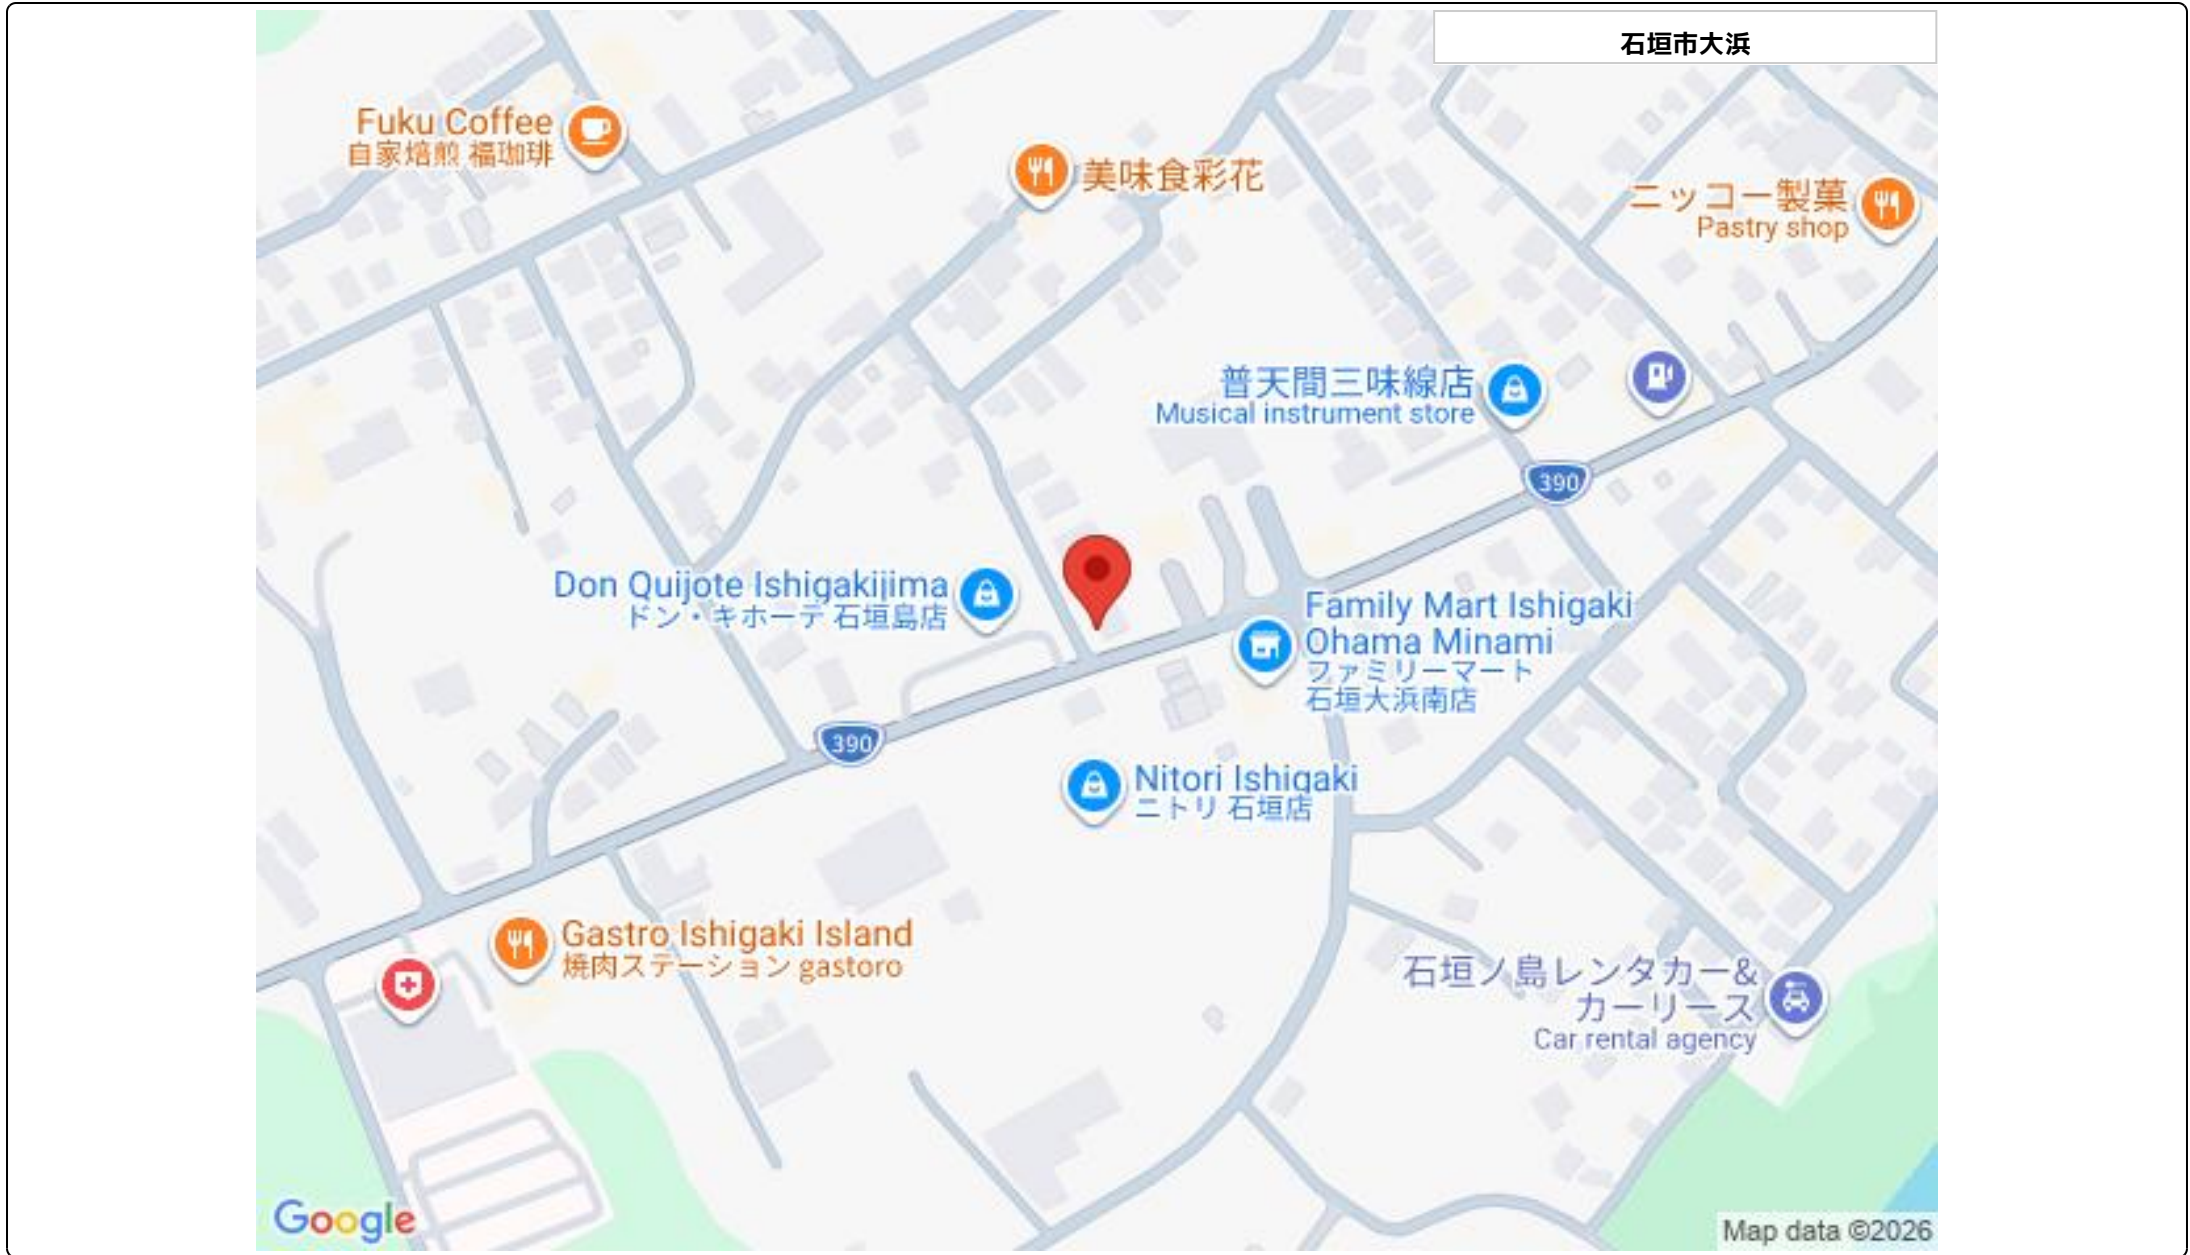 石垣市大浜
Fuku Coffee
自家焙煎 福珈琲
美味食彩花
ニッコー製菓
Pastry shop
普天間三味線店
Musical instrument store
390
Don Quijote Ishigakijima
ドン・キホーテ 石垣島店
Family Mart Ishigaki
Ohama Minami
ファミリーマート
石垣大浜南店
390
Nitori Ishigaki
ニトリ 石垣店
Gastro Ishigaki Island
焼肉ステーション gastoro
石垣ノ島レンタカー&
カーリース
Car rental agency
Google
Map data ©2026